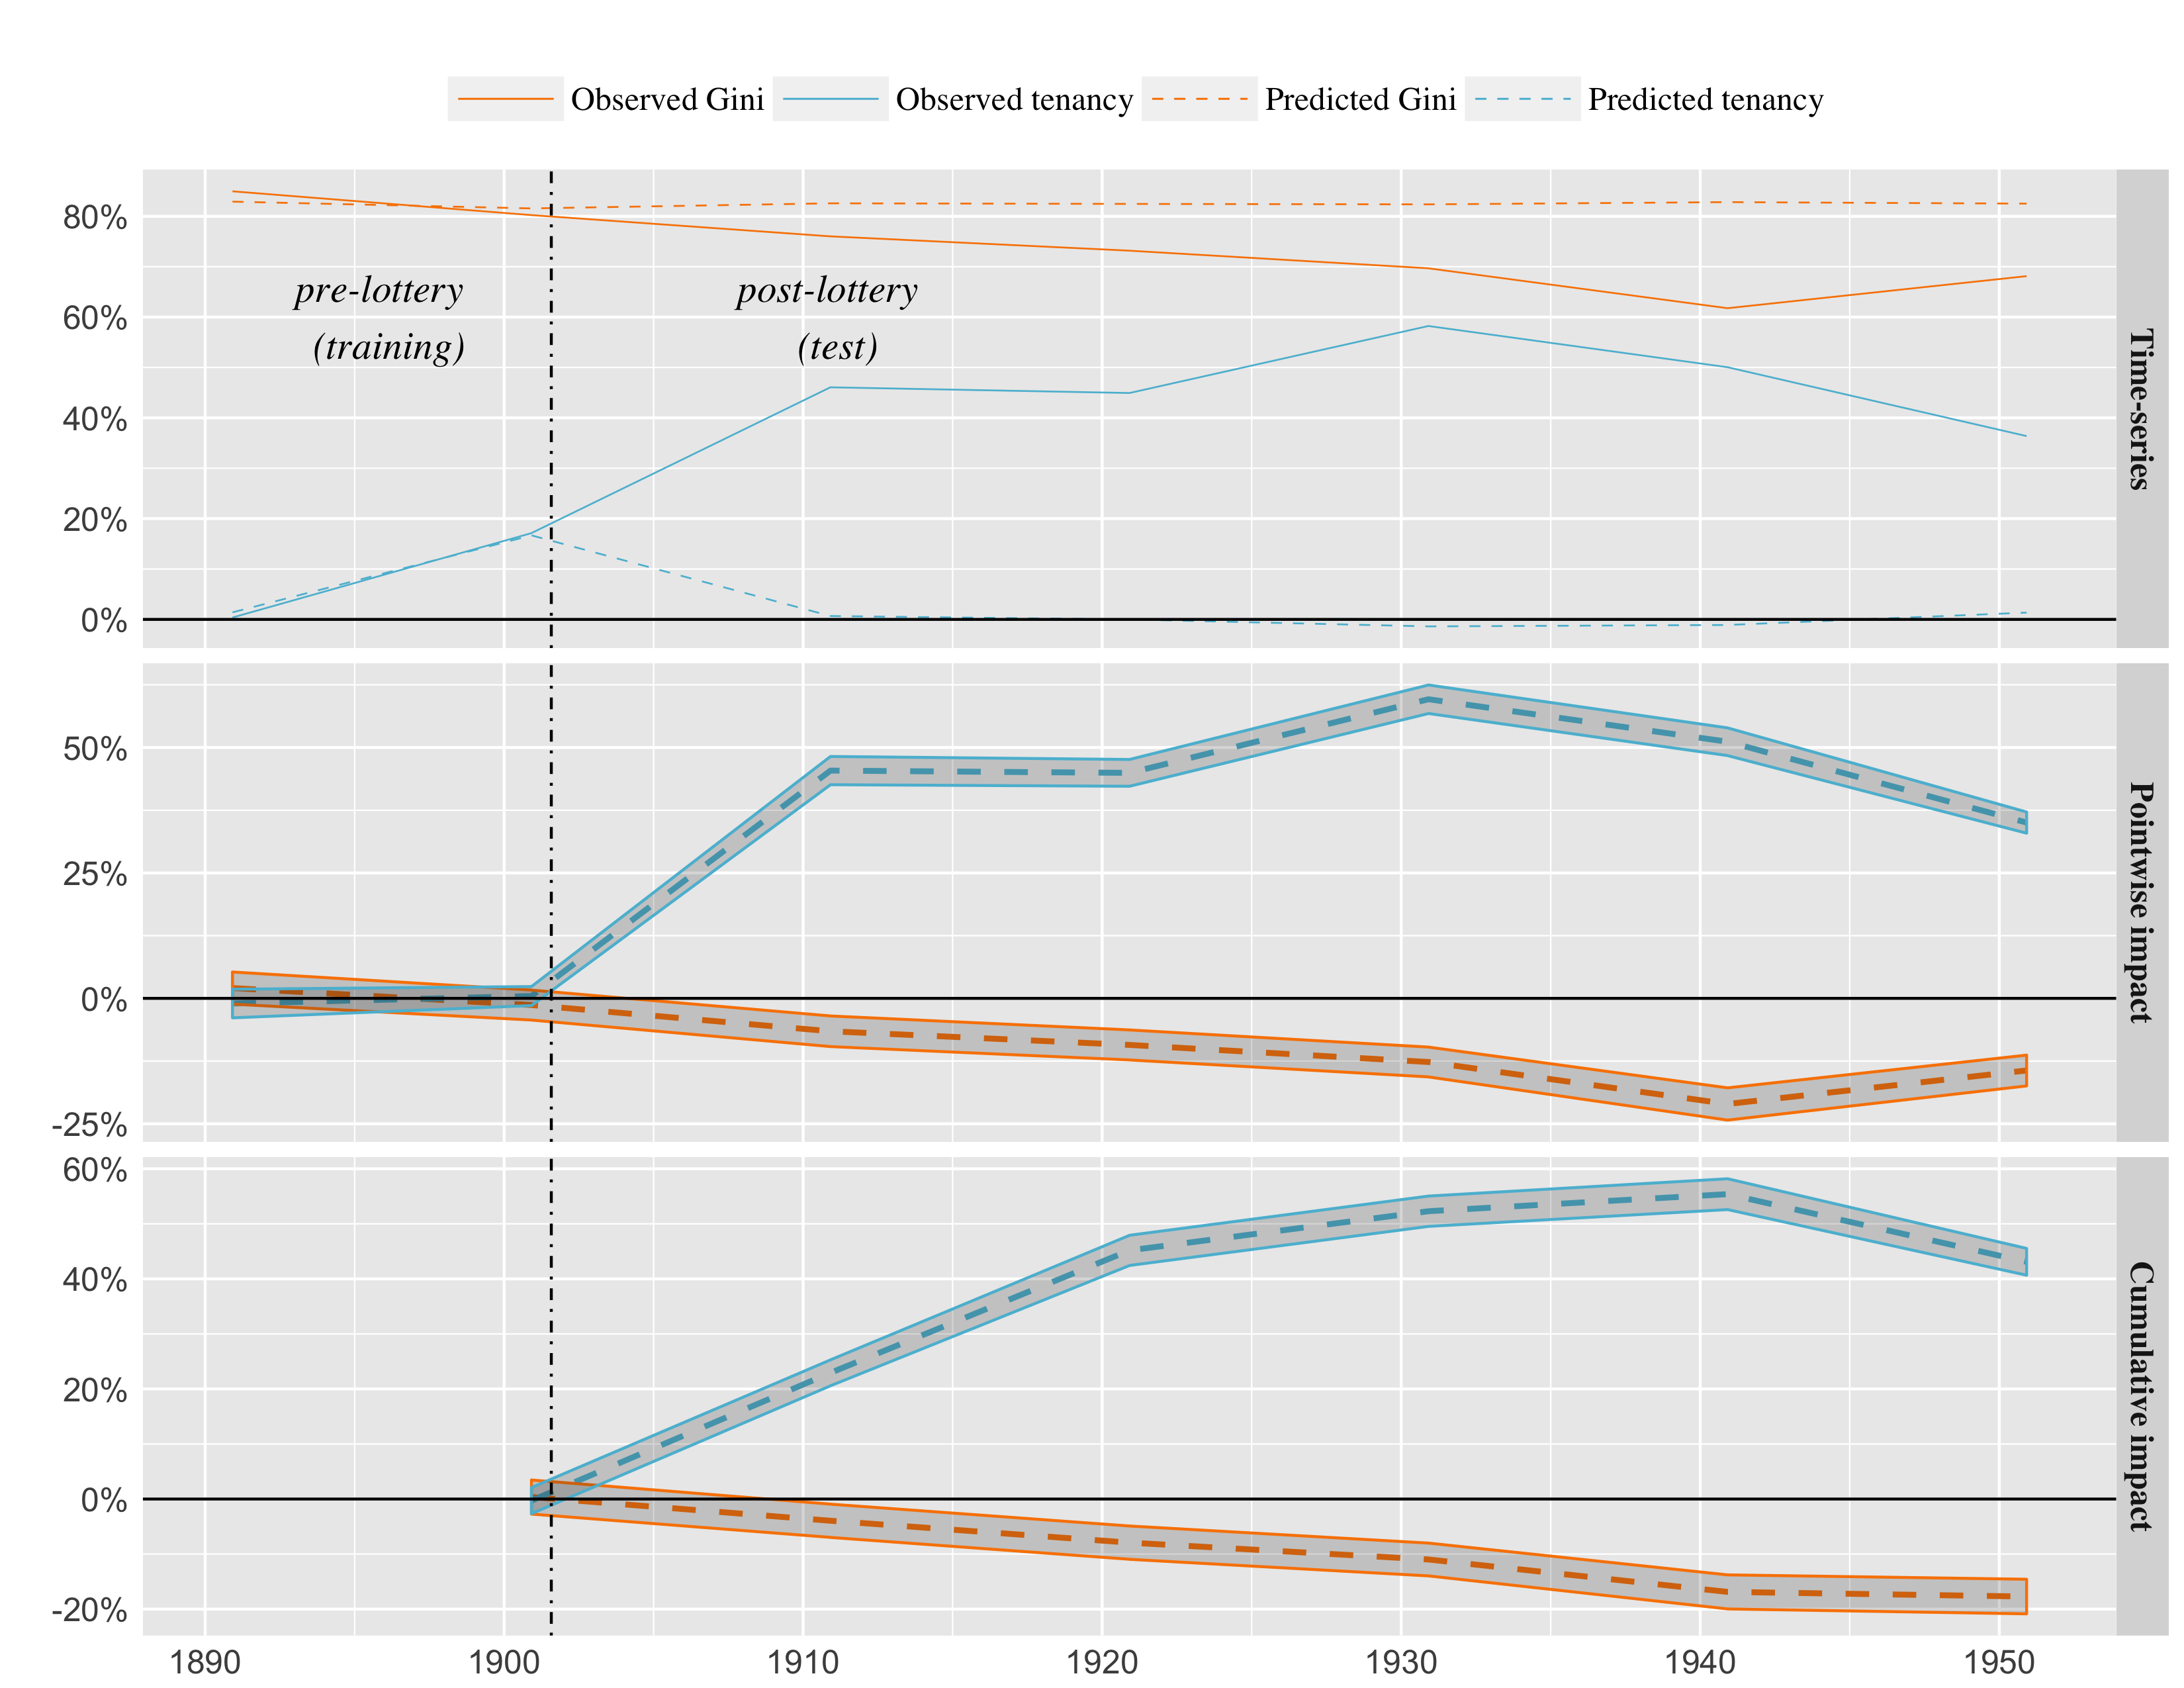 Observed Gini Observed tenancy Predicted Gini Predicted tenancy
80%
60%
40%
20%
0%
pre-lottery
(training)
post-lottery
(test)
Time-series
50%
25%
0%
-25%
Pointwise impact
60%
40%
20%
0%
-20%
Cumulative impact
1890 1900 1910 1920 1930 1940 1950